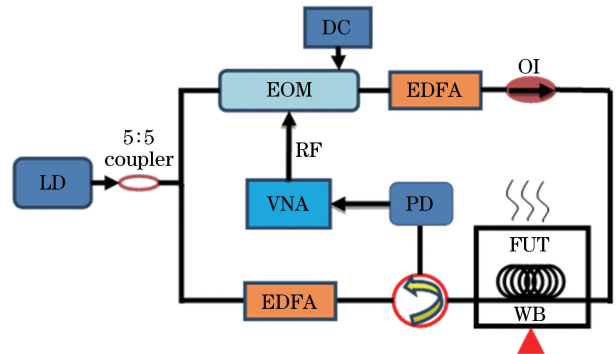 DC
OI
EOM
EDFA
5:5
coupler
RF
LD
VNA
PD
FUT
EDFA
WB